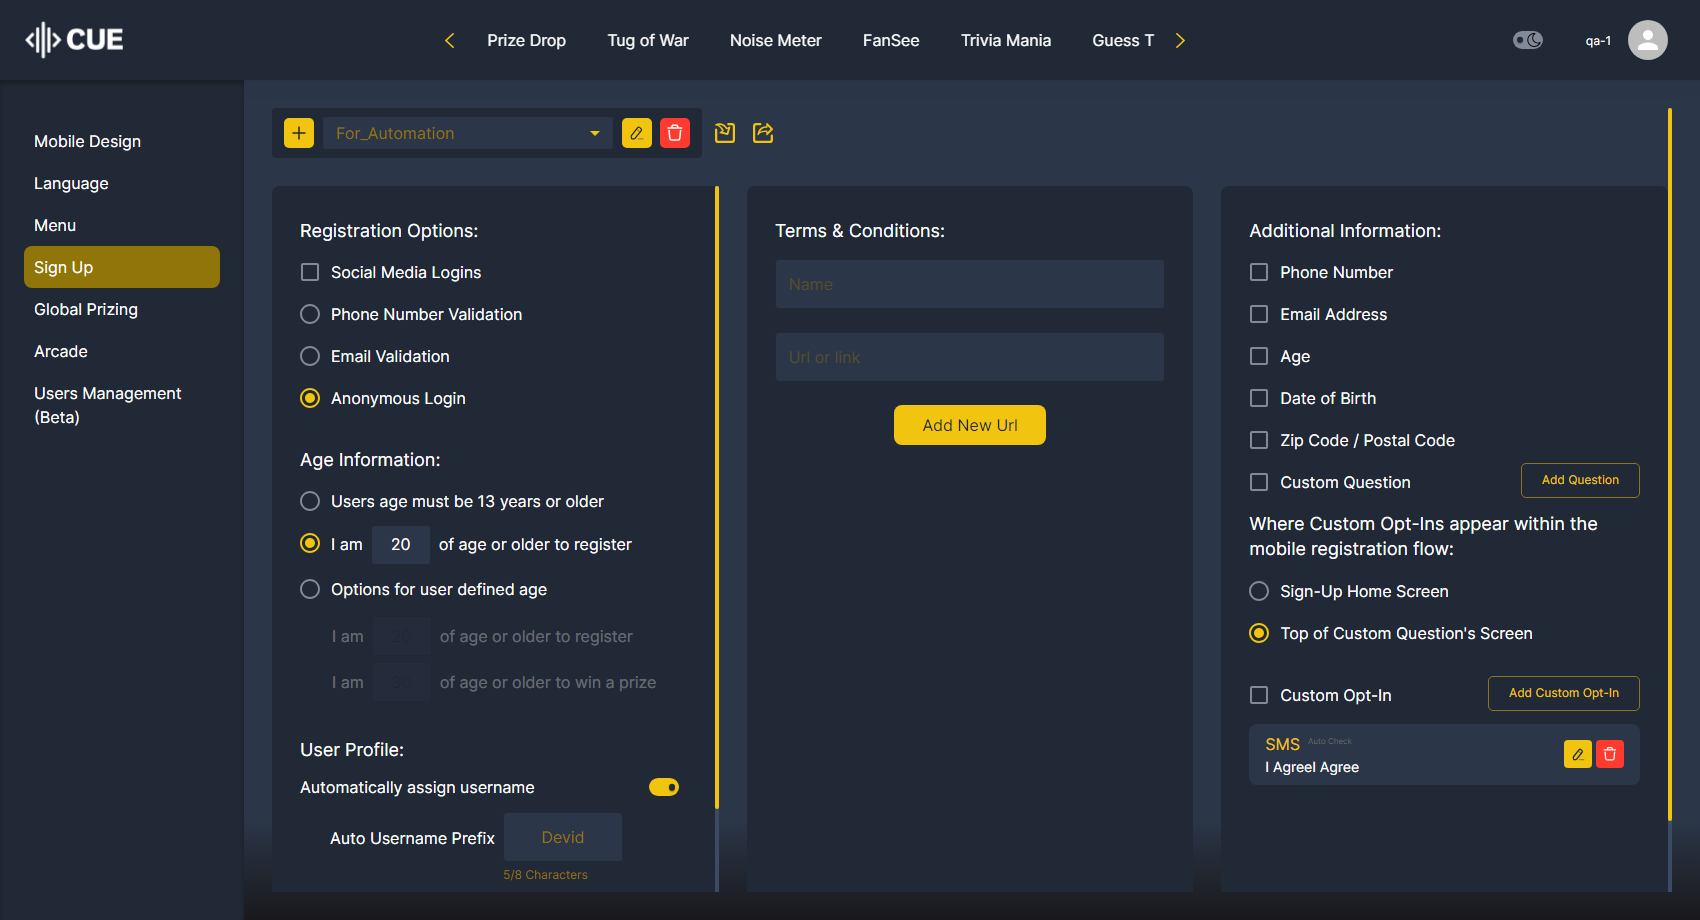 CUE
Prize Drop
Tug of War
Noise Meter
FanSee
Trivia Mania
Guess T
qa-1
Mobile Design
Language
Menu
Sign Up
Global Prizing
Arcade
Users Management
(Beta)
For_Automation
Registration Options:
Social Media Logins
Phone Number Validation
Email Validation
Anonymous Login
Age Information:
Users age must be 13 years or older
I am 20 of age or older to register
Options for user defined age
I am 20 of age or older to register
I am of age or older to win a prize
User Profile:
Automatically assign username
Auto Username Prefix Devid
5/8 Characters
Terms & Conditions:
Name
Url or link
Add New Url
Additional Information:
Phone Number
Email Address
Age
Date of Birth
Zip Code / Postal Code
Custom Question Add Question
Where Custom Opt-Ins appear within the
mobile registration flow:
Sign-Up Home Screen
Top of Custom Question's Screen
Custom Opt-In Add Custom Opt-In
SMS Auto Check
I AgreeI Agree